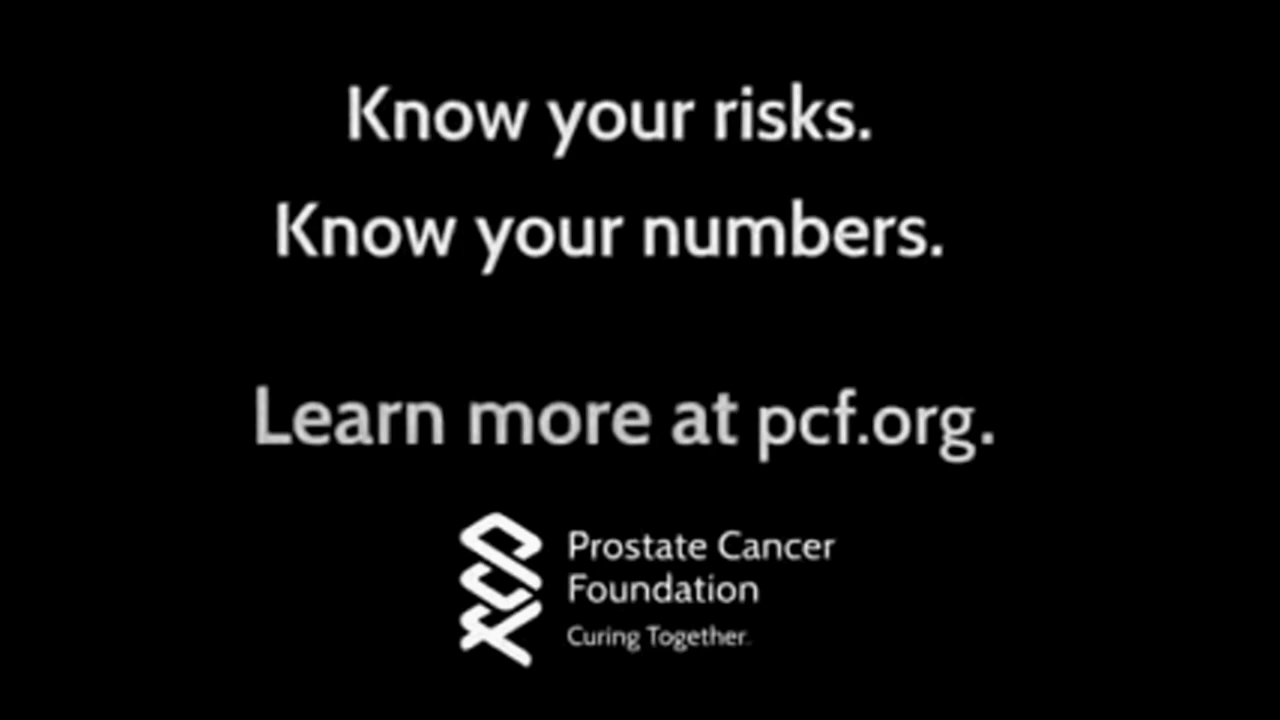 Know your risks.
Know your numbers.
Learn more at pcf.org.
Prostate Cancer
Foundation
Curing Together.